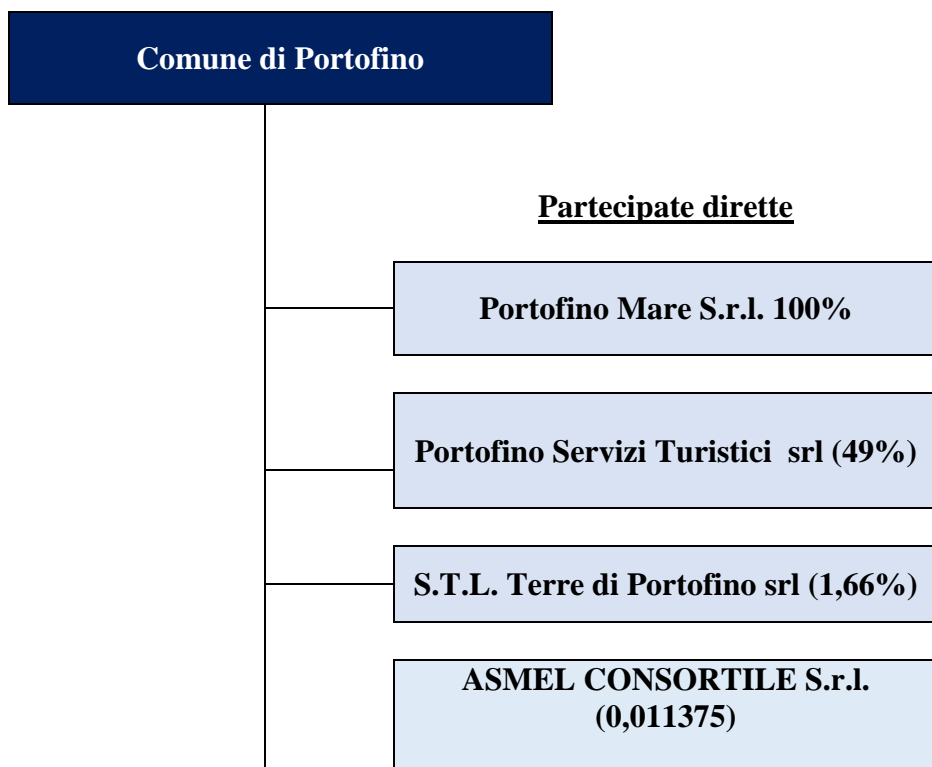 Comune di Portofino
Partecipate dirette
Portofino Mare S.r.l. 100%
Portofino Servizi Turistici srl (49%)
S.T.L. Terre di Portofino srl (1,66%)
ASMEL CONSORTILE S.r.l.
(0,011375)